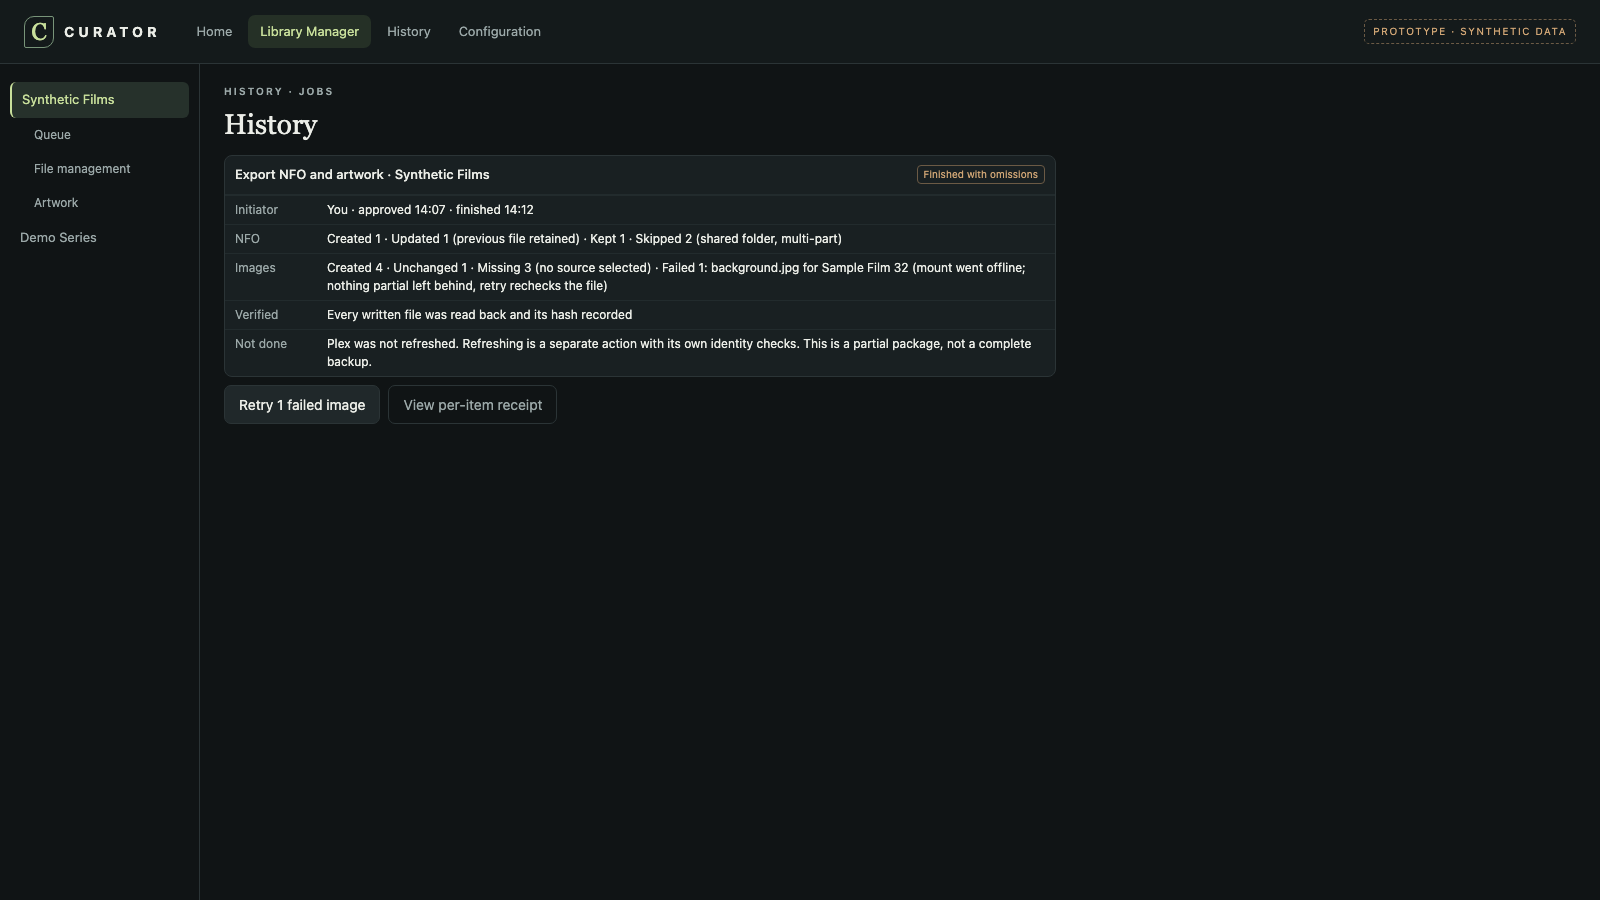 C CURATOR
Home
Library Manager
History
Configuration
PROTOTYPE · SYNTHETIC DATA
Synthetic Films
Queue
File management
Artwork
Demo Series
HISTORY · JOBS
History
Export NFO and artwork · Synthetic Films
Finished with omissions
Initiator
You · approved 14:07 · finished 14:12
NFO
Created 1 · Updated 1 (previous file retained) · Kept 1 · Skipped 2 (shared folder, multi-part)
Images
Created 4 · Unchanged 1 · Missing 3 (no source selected) · Failed 1: background.jpg for Sample Film 32 (mount went offline;
nothing partial left behind, retry rechecks the file)
Verified
Every written file was read back and its hash recorded
Not done
Plex was not refreshed. Refreshing is a separate action with its own identity checks. This is a partial package, not a complete
backup.
Retry 1 failed image
View per-item receipt